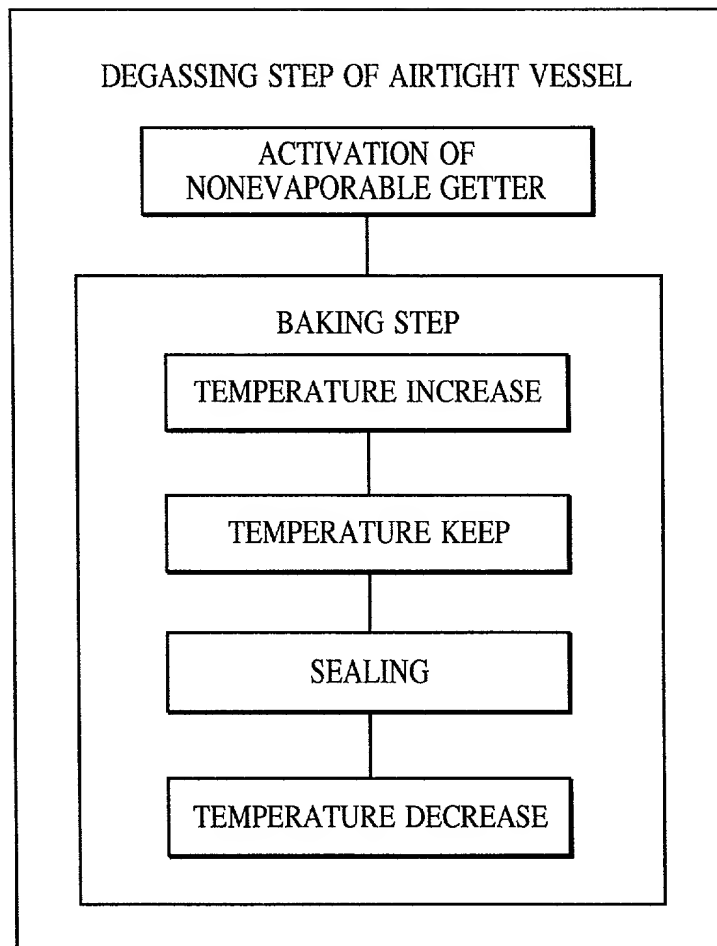 DEGASSING STEP OF AIRTIGHT VESSEL
ACTIVATION OF
NONEVAPORABLE GETTER
BAKING STEP
TEMPERATURE INCREASE
TEMPERATURE KEEP
SEALING
TEMPERATURE DECREASE